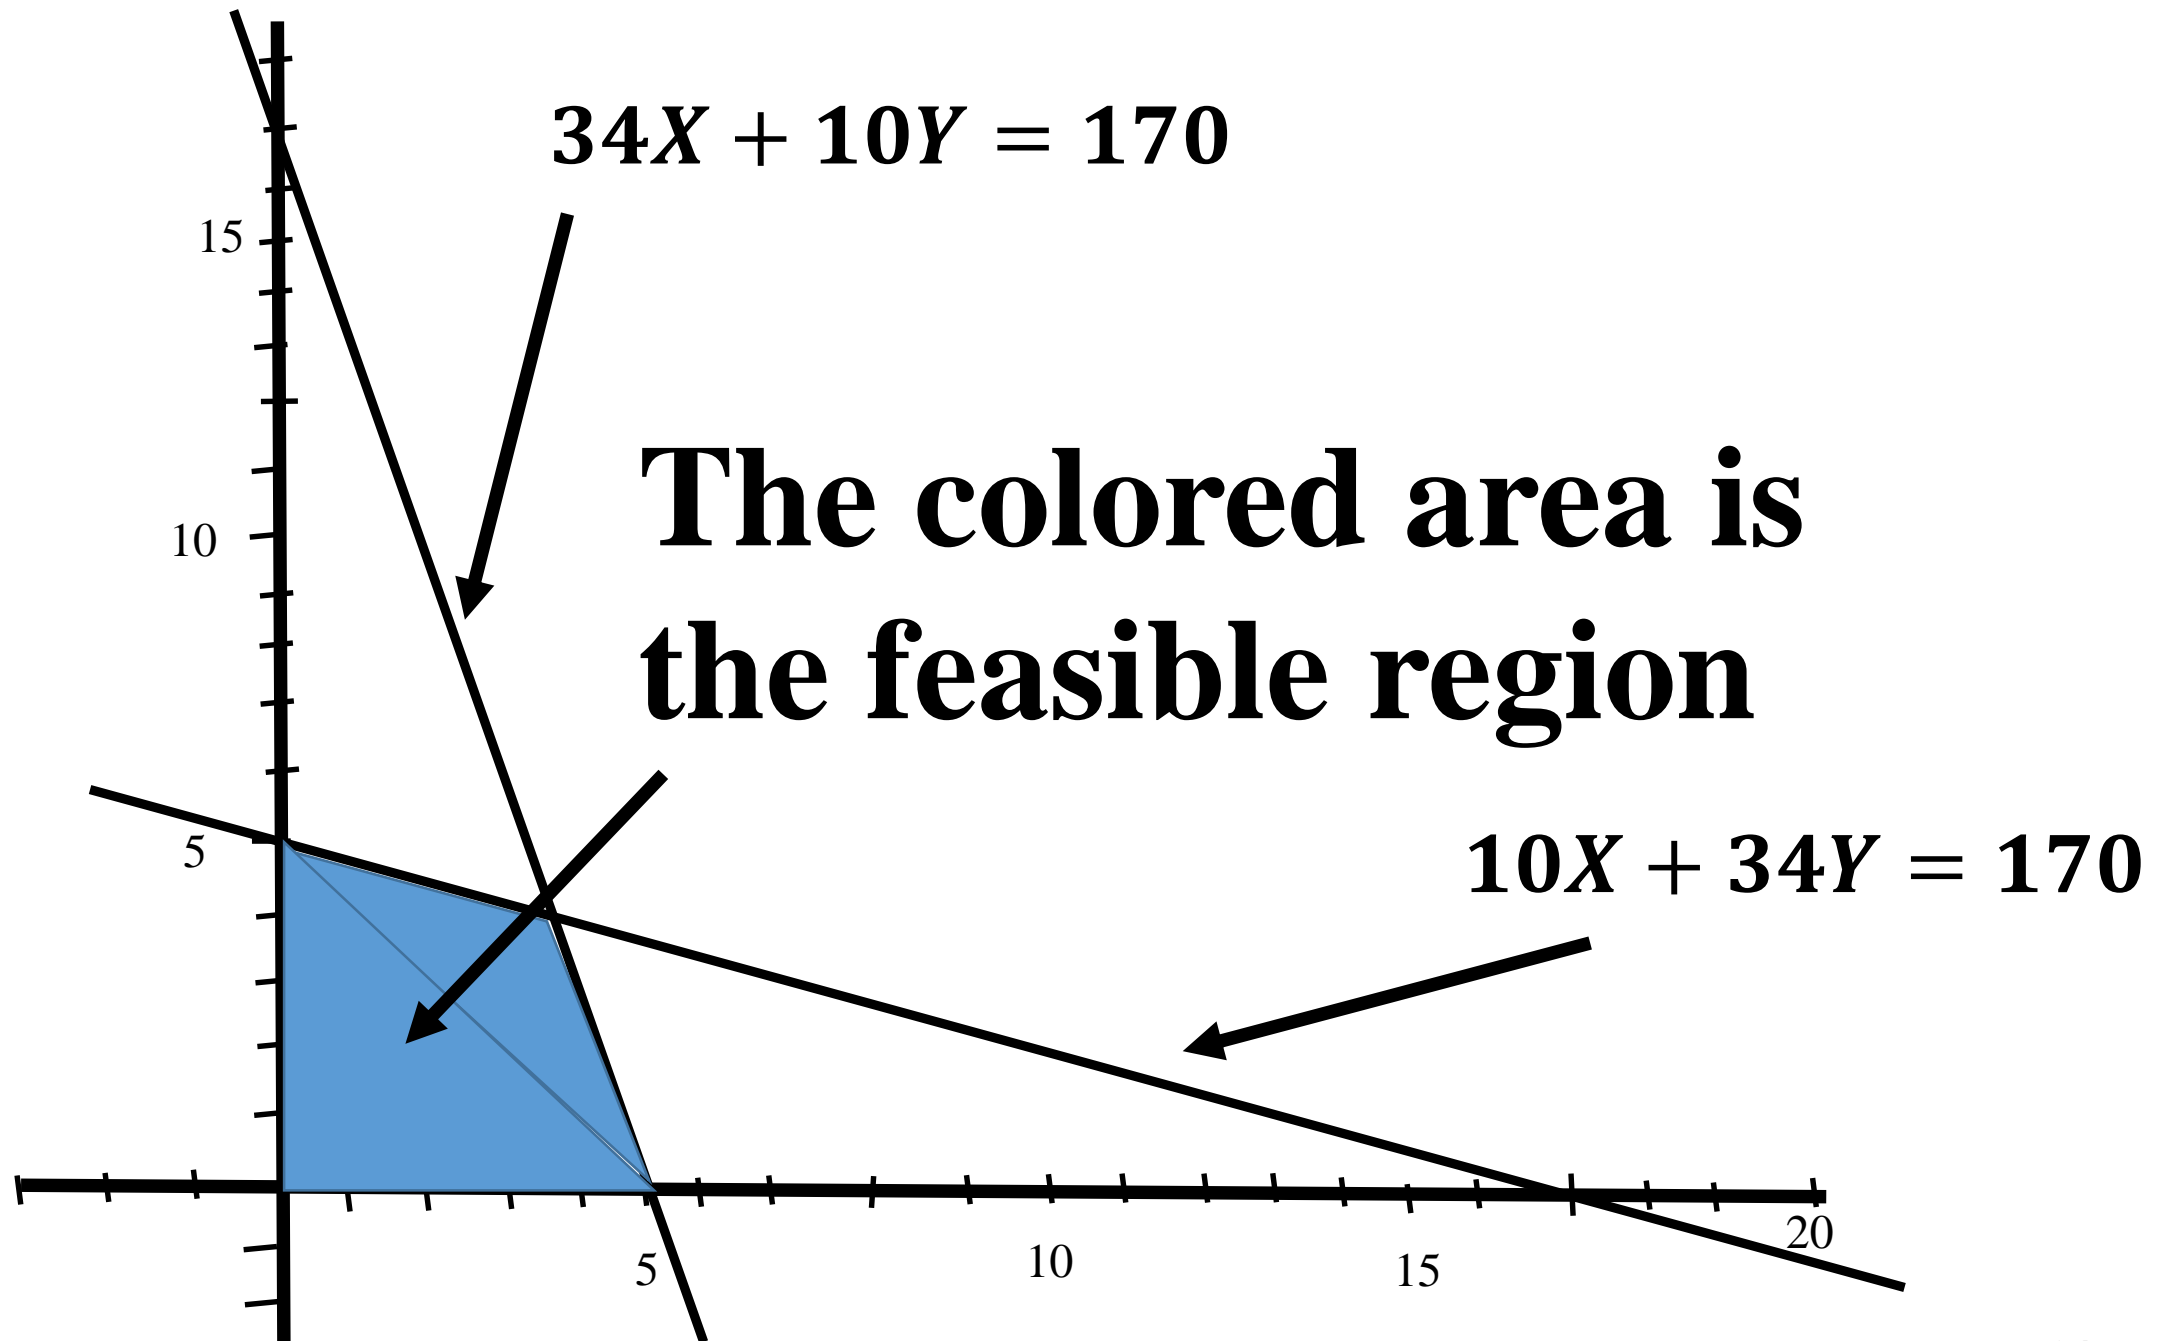 34X + 10Y = 170
15
The colored area is
10
the feasible region
5
10X + 34Y = 170
20
5
10
15